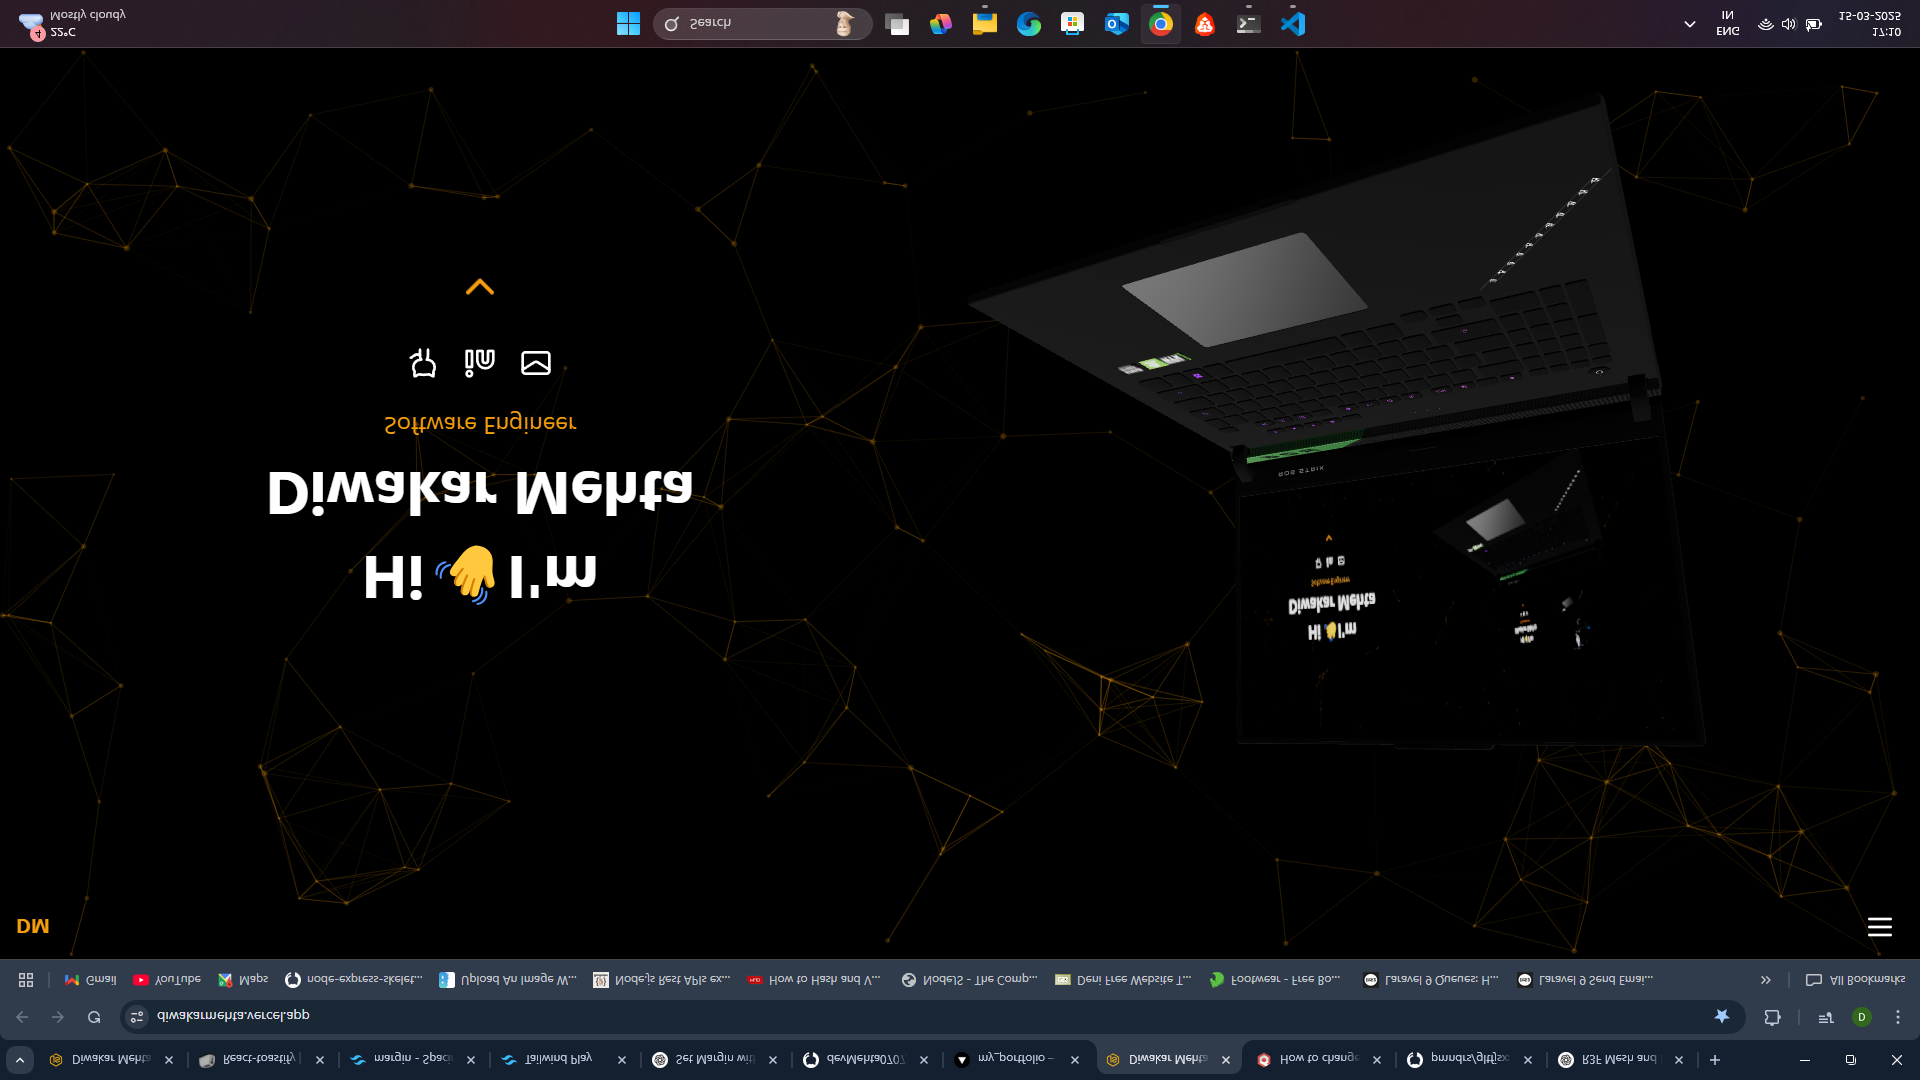 Diwakar Mehta
React-toastify |
margin - Spaci
Tailwind Play
Set Margin wit
devMehta0707
my_portfolio –
Diwakar Mehta
How to change
pmndrs/gltfjsx
R3F Mesh and
diwakarmehta.vercel.app
D
Gmail
YouTube
Maps
node-express-skelet...
Upload An Image W...
Node.js Rest APIs ex...
How to Hash and V...
NodeJS - The Comp...
Deni Free Website T...
Footwear - Free Bo...
Laravel 9 Queues: H...
Laravel 9 Send Emai...
All Bookmarks
DM
Hi 👋 I'm
Diwakar Mehta
Software Engineer
Hi 👋 I'm
Diwakar Mehta
Software Engineer
ROG STRIX
4
22°C
Mostly cloudy
Search
ENG
IN
17:10
15-03-2025